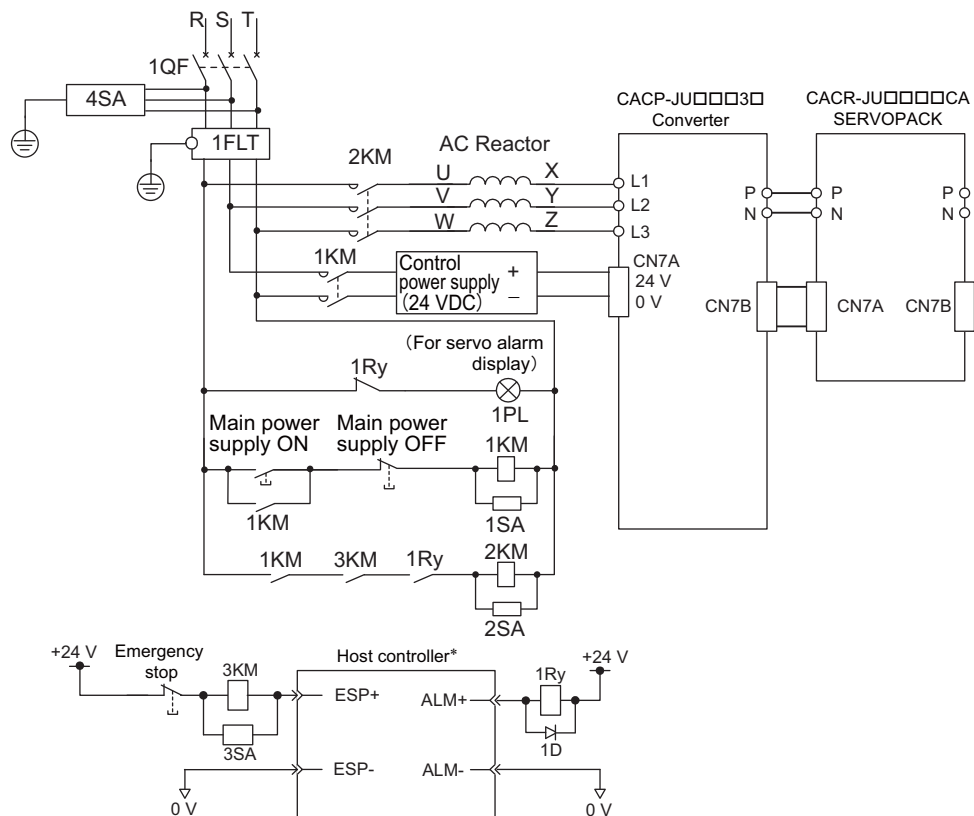 R S T
1QF
4SA
1FLT
2KM
AC Reactor
U X
V Y
W Z
L1
L2
L3
CACP-JU□□□3□
Converter
CACR-JU□□□□CA
SERVOPACK
P P P
N N N
1KM
Control
power supply
(24 VDC)
+
−
CN7A
24 V
0 V
CN7B CN7A CN7B
(For servo alarm
display)
1Ry
1PL
Main power
supply ON
Main power
supply OFF
1KM
1KM
1SA
1KM 3KM 1Ry 2KM
2SA
+24 V
Emergency
stop
3KM
3SA
Host controller*
ESP+
ALM+
1Ry
+24 V
1D
ESP-
ALM-
0 V
0 V